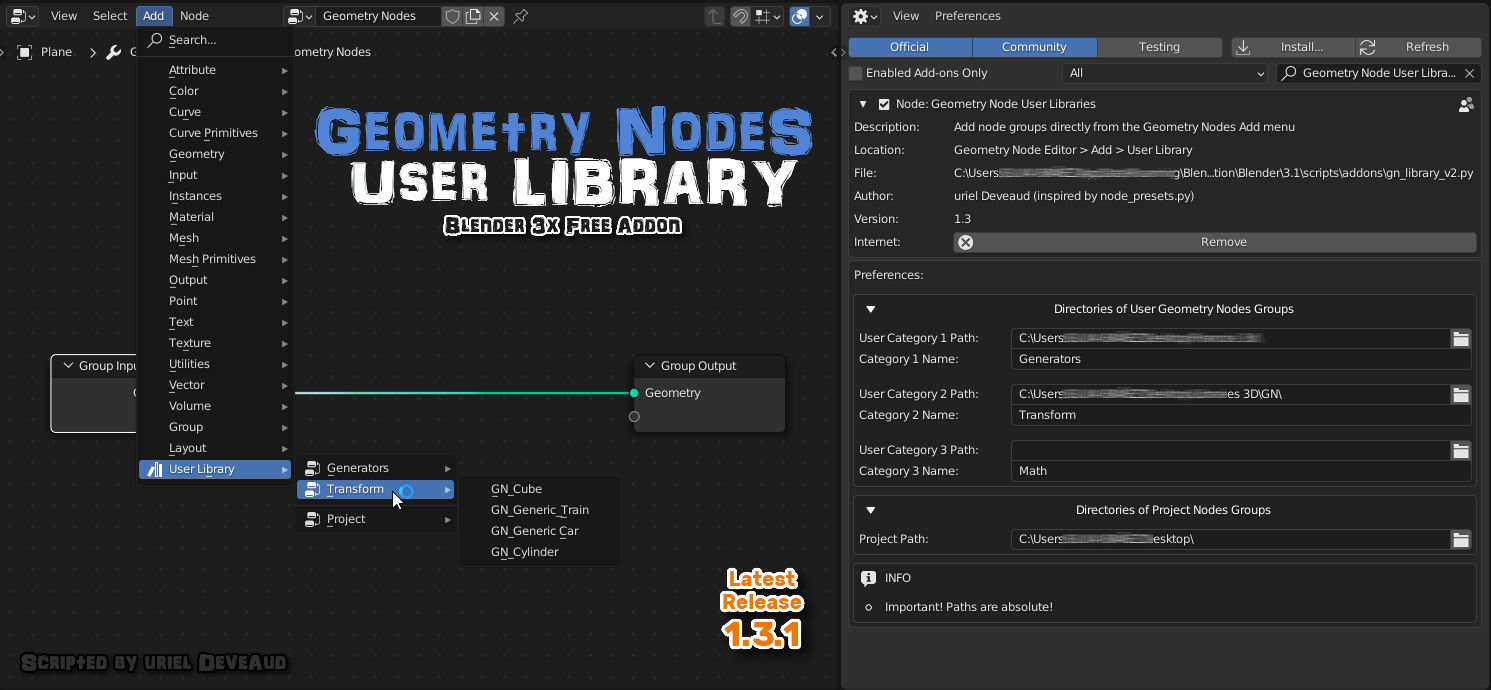 View Select Add Node Geometry Nodes
Plane G ometry Nodes
Search...
Attribute
Color
Curve
Curve Primitives
Geometry
Input
Instances
Material
Mesh
Mesh Primitives
Output
Point
Text
Texture
Utilities
Vector
Volume
Group
Layout
User Library
Generators
Transform
Project
GN_Cube
GN_Generic_Train
GN_Generic Car
GN_Cylinder
Geometry Nodes
User Library
Blender 3x Free Addon
Group Inpu
G
Group Output
Geometry
Latest
Release
1.3.1
Scripted by uriel Deveaud
View Preferences
Official Community Testing Install... Refresh
Enabled Add-ons Only All Geometry Node User Libra...
Node: Geometry Node User Libraries
Description: Add node groups directly from the Geometry Nodes Add menu
Location: Geometry Node Editor > Add > User Library
File: C:\Users g\Blen...tion\Blender\3.1\scripts\addons\gn_library_v2.py
Author: uriel Deveaud (inspired by node_presets.py)
Version: 1.3
Internet: Remove
Preferences:
Directories of User Geometry Nodes Groups
User Category 1 Path: C:\Users
Category 1 Name: Generators
User Category 2 Path: C:\Users es 3D\GN\
Category 2 Name: Transform
User Category 3 Path:
Category 3 Name: Math
Directories of Project Nodes Groups
Project Path: C:\Users esktop\
INFO
Important! Paths are absolute!